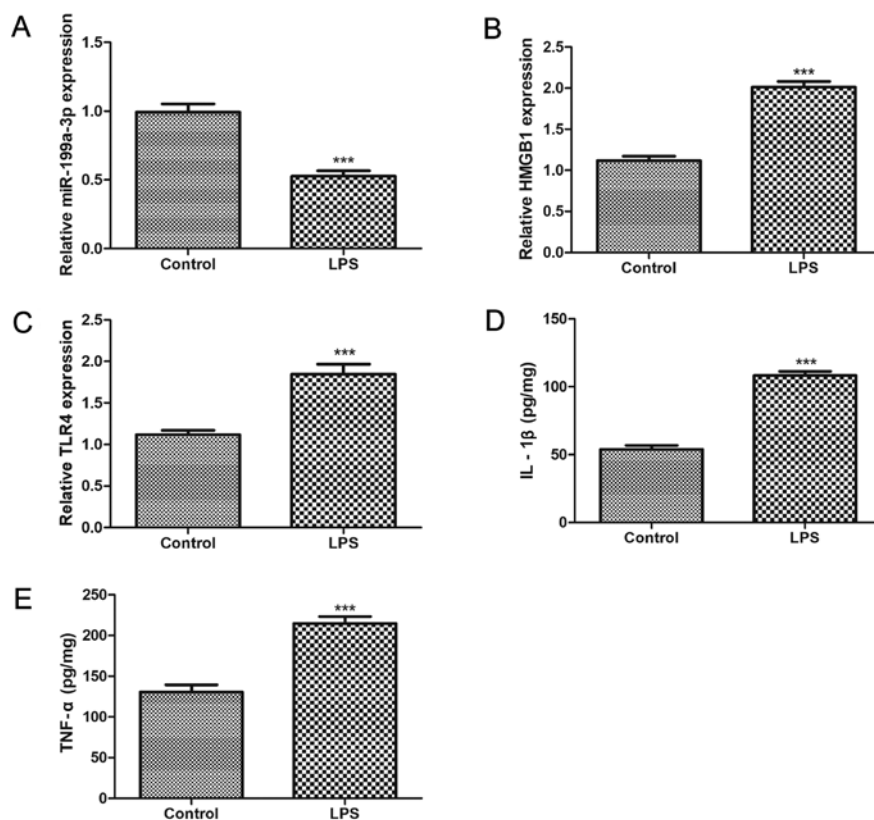 A
Relative miR-199a-3p expression
1.5
1.0
0.5
0.0
***
Control LPS
B
Relative HMGB1 expression
2.5
2.0
1.5
1.0
0.5
0.0
***
Control LPS
C
Relative TLR4 expression
2.5
2.0
1.5
1.0
0.5
0.0
***
Control LPS
D
IL - 1β (pg/mg)
150
100
50
0
***
Control LPS
E
TNF-α (pg/mg)
250
200
150
100
50
0
***
Control LPS